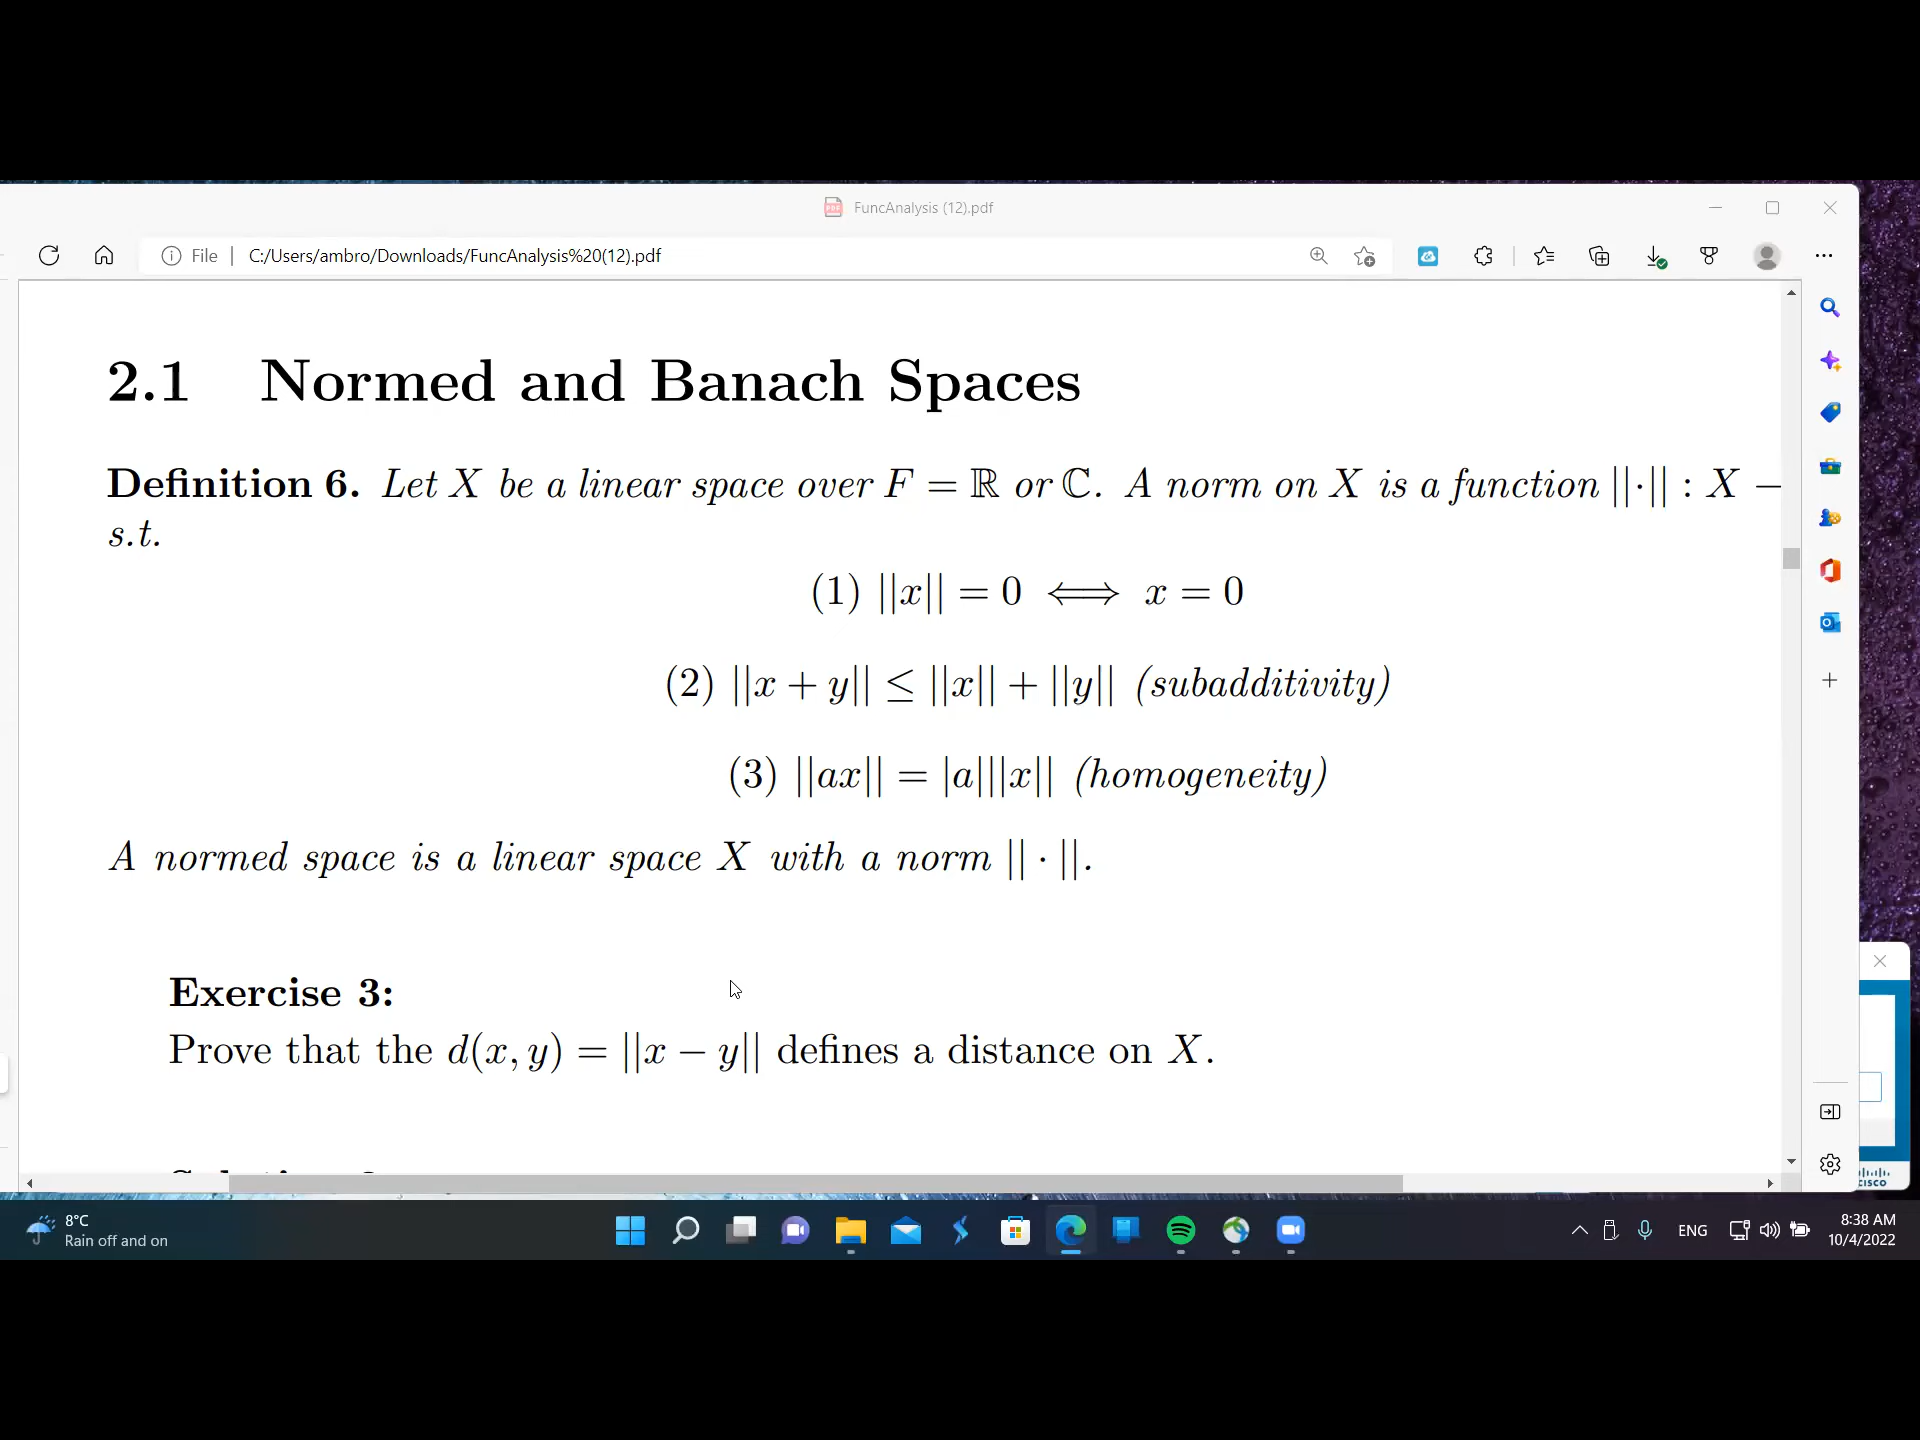 FuncAnalysis (12).pdf
File | C:/Users/ambro/Downloads/FuncAnalysis%20(12).pdf
2.1 Normed and Banach Spaces
Definition 6. Let X be a linear space over F = ℝ or ℂ. A norm on X is a function ||·|| : X −
s.t.
(1) ||x|| = 0 ⟺ x = 0
(2) ||x + y|| ≤ ||x|| + ||y|| (subadditivity)
(3) ||ax|| = |a|||x|| (homogeneity)
A normed space is a linear space X with a norm || · ||.
Exercise 3:
Prove that the d(x, y) = ||x − y|| defines a distance on X.
CISCO
8°C
Rain off and on
ENG
8:38 AM
10/4/2022